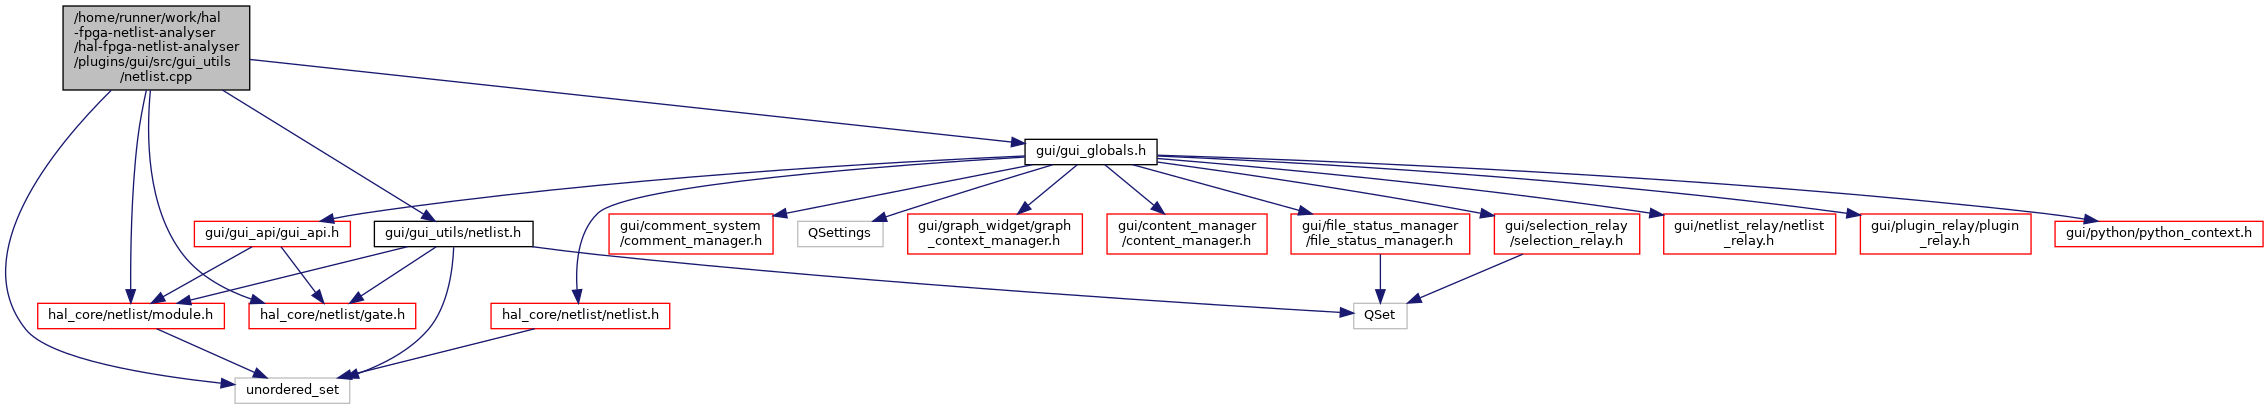 /home/runner/work/hal
-fpga-netlist-analyser
/hal-fpga-netlist-analyser
/plugins/gui/src/gui_utils
/netlist.cpp
gui/gui_globals.h
gui/gui_api/gui_api.h
gui/gui_utils/netlist.h
gui/comment_system
/comment_manager.h
QSettings
gui/graph_widget/graph
_context_manager.h
gui/content_manager
/content_manager.h
gui/file_status_manager
/file_status_manager.h
gui/selection_relay
/selection_relay.h
gui/netlist_relay/netlist
_relay.h
gui/plugin_relay/plugin
_relay.h
gui/python/python_context.h
hal_core/netlist/module.h
hal_core/netlist/gate.h
hal_core/netlist/netlist.h
QSet
unordered_set